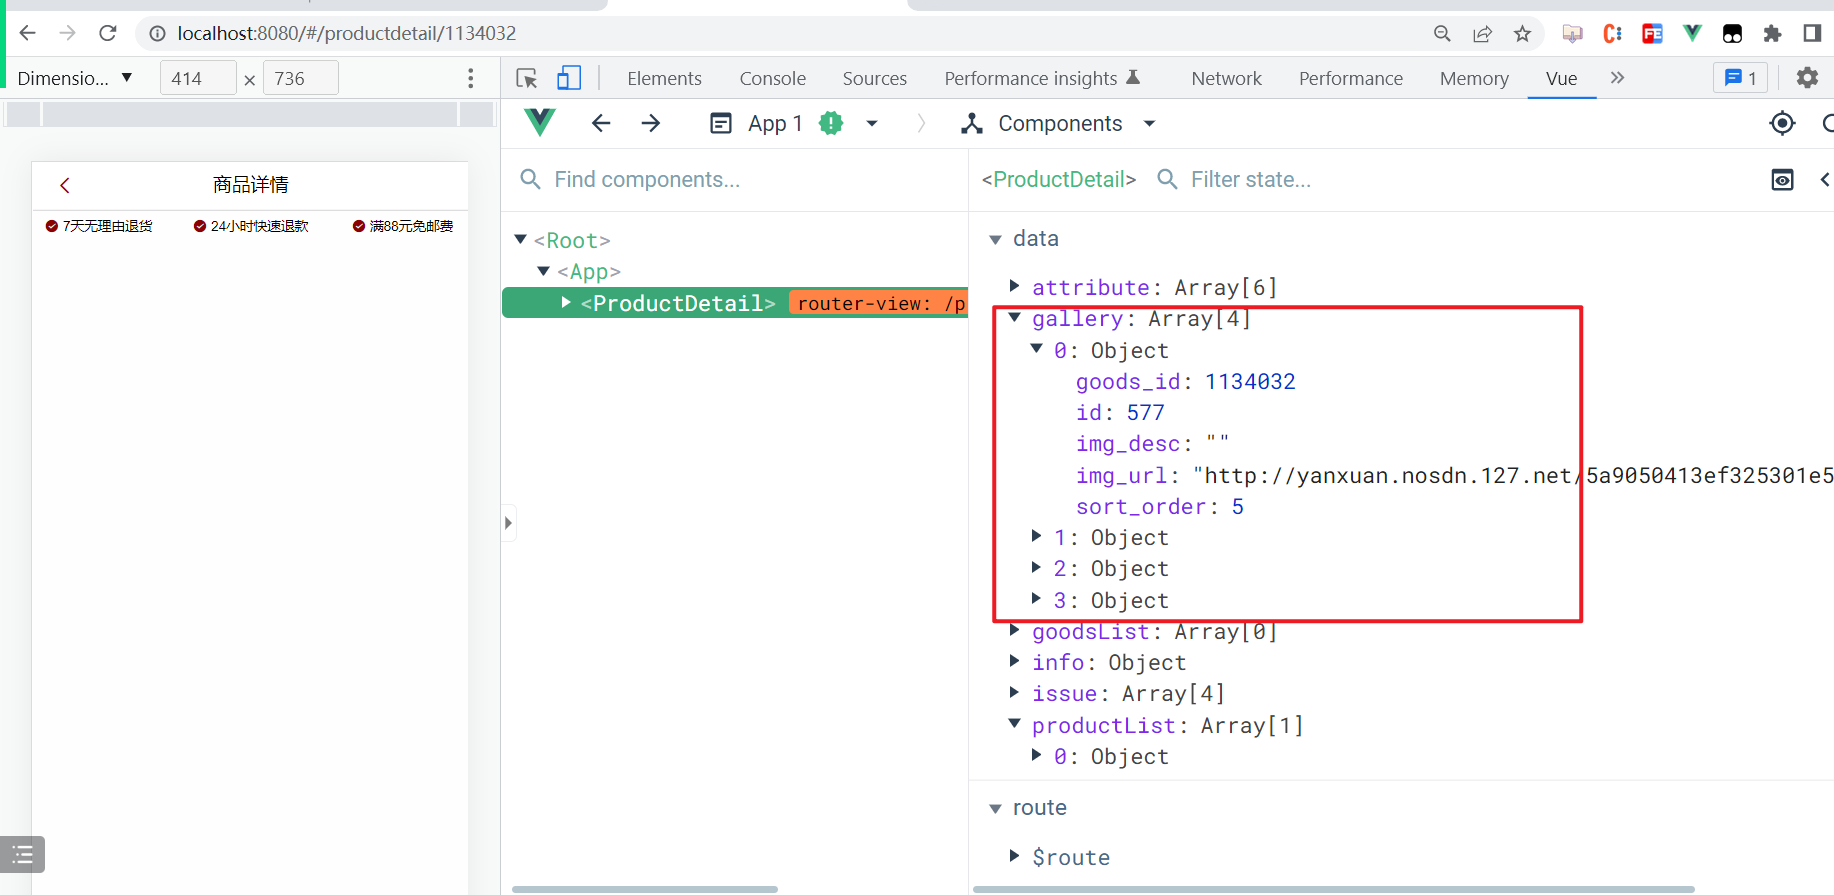 localhost:8080/#/productdetail/1134032
Dimensio... ▼ 414 × 736
Elements Console Sources Performance insights Network Performance Memory Vue » 1
App 1 Components
商品详情
7天无理由退货 24小时快速退款 满88元免邮费
Find components...
<Root>
<App>
<ProductDetail> router-view: /p
<ProductDetail> Filter state...
data
attribute: Array[6]
gallery: Array[4]
0: Object
goods_id: 1134032
id: 577
img_desc: ""
img_url: "http://yanxuan.nosdn.127.net/5a9050413ef325301e5
sort_order: 5
1: Object
2: Object
3: Object
goodsList: Array[0]
info: Object
issue: Array[4]
productList: Array[1]
0: Object
route
$route